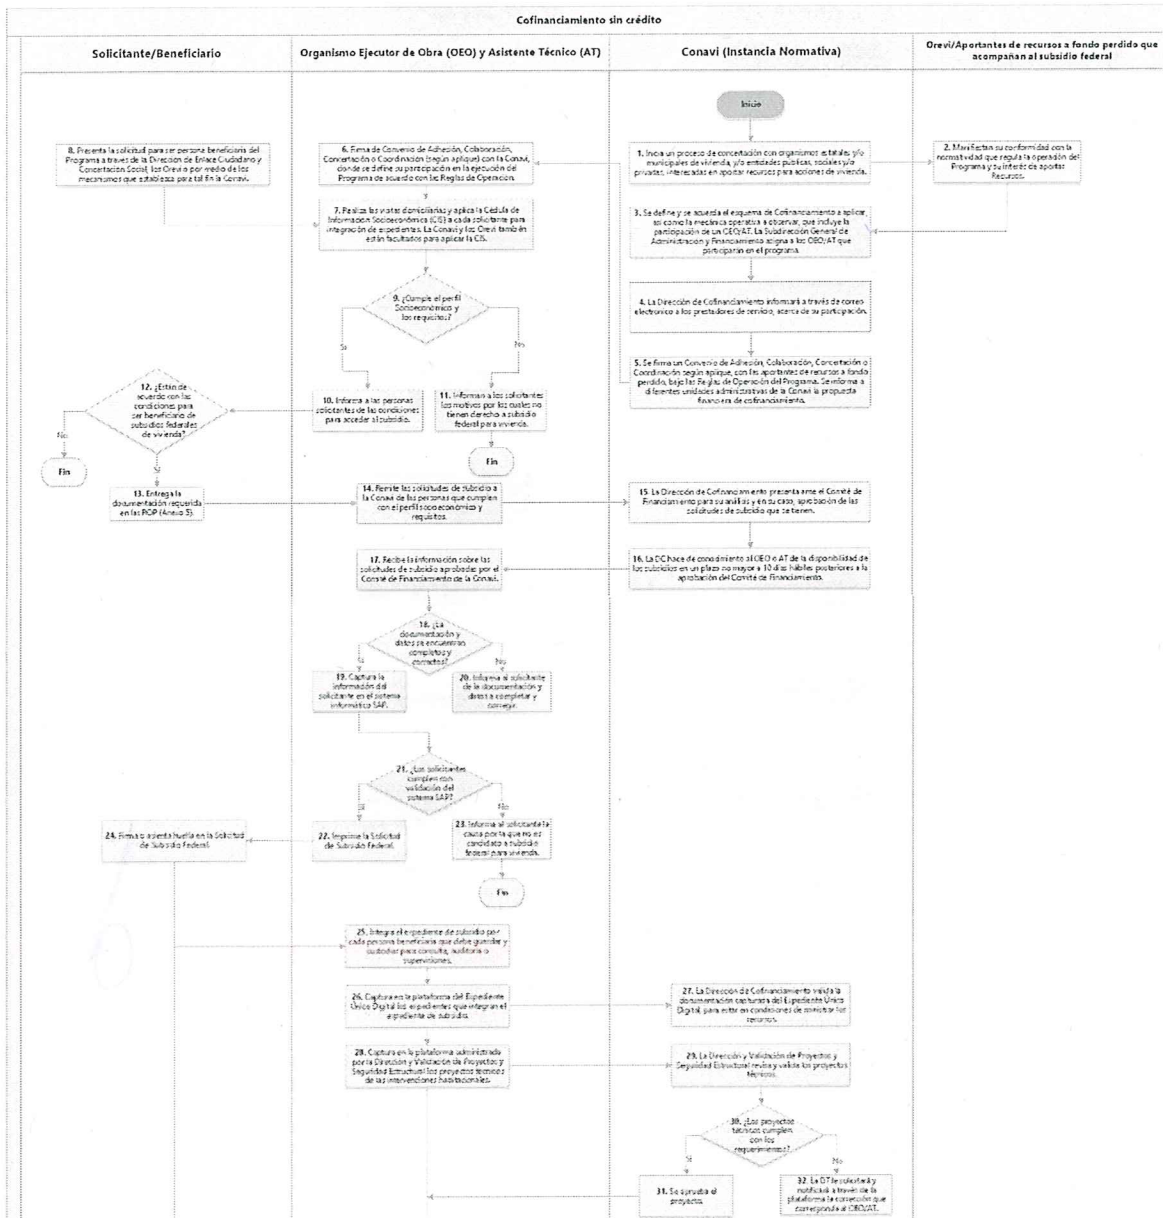 Cofinanciamiento sin crédito
Solicitante/Beneficiario
Organismo Ejecutor de Obra (OEO) y Asistente Técnico (AT)
Conavi (Instancia Normativa)
Orevi/Aportantes de recursos a fondo perdido que
acompañan al subsidio federal
Inicio
1. Inicia un proceso de concertación con organismos estatales y/o
municipales de vivienda, y/o entidades públicas, sociales y/o
privadas, interesadas en aportar recursos para acciones de vivienda.
2. Manifiestan su conformidad con la
normatividad que regula la operación del
Programa y su interés de aportar
Recursos.
3. Se define y se acuerda el esquema de Cofinanciamiento a aplicar,
así como la mecánica operativa a observar, que incluye la
participación de un OEO/AT. La Subdirección General de
Administración y Financiamiento asigna a los OEO/AT que
participarán en el programa.
4. La Dirección de Cofinanciamiento informará a través de correo
electronico a los prestadores de servicio, acerca de su participación.
5. Se firma un Convenio de Adhesión, Colaboración, Concertación o
Coordinación según aplique, con las aportantes de recursos a fondo
perdido, bajo las Reglas de Operación del Programa. Se informa a
diferentes unidades administrativas de la Conavi la propuesta
financiera de cofinanciamiento.
6. Firma de Convenio de Adhesión, Colaboración,
Concertación o Coordinación (según aplique) con la Conavi,
donde se define su participación en la ejecución del
Programa de acuerdo con las Reglas de Operación.
7. Realiza las visitas domiciliarias y aplica la Cédula de
Información Socioeconómica (CIS) a cada solicitante para
integración de expedientes. La Conavi y los Orevi también
están facultados para aplicar la CIS.
8. Presenta la solicitud para ser persona beneficiaria del
Programa a través de la Dirección de Enlace Ciudadano y
Concertación Social, los Orevi o por medio de los
mecanismos que establezca para tal fin la Conavi.
9. ¿Cumple el perfil
Socioeconómico y
los requisitos?
Si
No
10. Informa a las personas
solicitantes de las condiciones
para acceder al subsidio.
11. Informan a los solicitantes
los motivos por los cuales no
tienen derecho a subsidio
federal para vivienda.
Fin
12. ¿Están de
acuerdo con las
condiciones para
ser beneficiario de
subsidios federales
de vivienda?
No
Fin
Si
13. Entrega la
documentación requerida
en las ROP (Anexo 5).
14. Remite las solicitudes de subsidio a
la Conavi de las personas que cumplen
con el perfil socioeconómico y
requisitos.
15. La Dirección de Cofinanciamiento presenta ante el Comité de
Financiamiento para su análisis y en su caso, aprobación de las
solicitudes de subsidio que se tienen.
16. La DC hace de conocimiento al OEO o AT de la disponibilidad de
los subsidios en un plazo no mayor a 10 días hábiles posteriores a la
aprobación del Comité de Financiamiento.
17. Recibe la información sobre las
solicitudes de subsidio aprobadas por el
Comité de Financiamiento de la Conavi.
18. ¿La
documentación y
datos se encuentran
completos y
correctos?
Si
No
19. Captura la
información del
solicitante en el sistema
informático SAP.
20. Informa al solicitante
de la documentación y
datos a completar y
corregir.
21. ¿Los solicitantes
cumplen con
validación del
sistema SAP?
Si
No
22. Imprime la Solicitud
de Subsidio Federal.
23. Informa al solicitante la
causa por la que no es
candidato a subsidio
federal para vivienda.
Fin
24. Firma o asienta huella en la Solicitud
de Subsidio Federal.
25. Integra el expediente de subsidio por
cada persona beneficiaria que debe guardar y
custodiar para consulta, auditoría o
supervisiones.
26. Captura en la plataforma del Expediente
Único Digital los expedientes que integran el
expediente de subsidio.
27. La Dirección de Cofinanciamiento valida la
documentación capturada del Expediente Único
Digital, para estar en condiciones de ministrar los
recursos.
28. Captura en la plataforma administrada
por la Dirección y Validación de Proyectos y
Seguridad Estructural los proyectos técnicos
de las intervenciones habitacionales.
29. La Dirección y Validación de Proyectos y
Seguridad Estructural revisa y valida los proyectos
técnicos.
30. ¿Los proyectos
técnicos cumplen
con los
requerimientos?
Si
No
31. Se aprueba el
proyecto.
32. La DT le solicitará y
notificará a través de la
plataforma la corrección que
corresponde al OEO/AT.